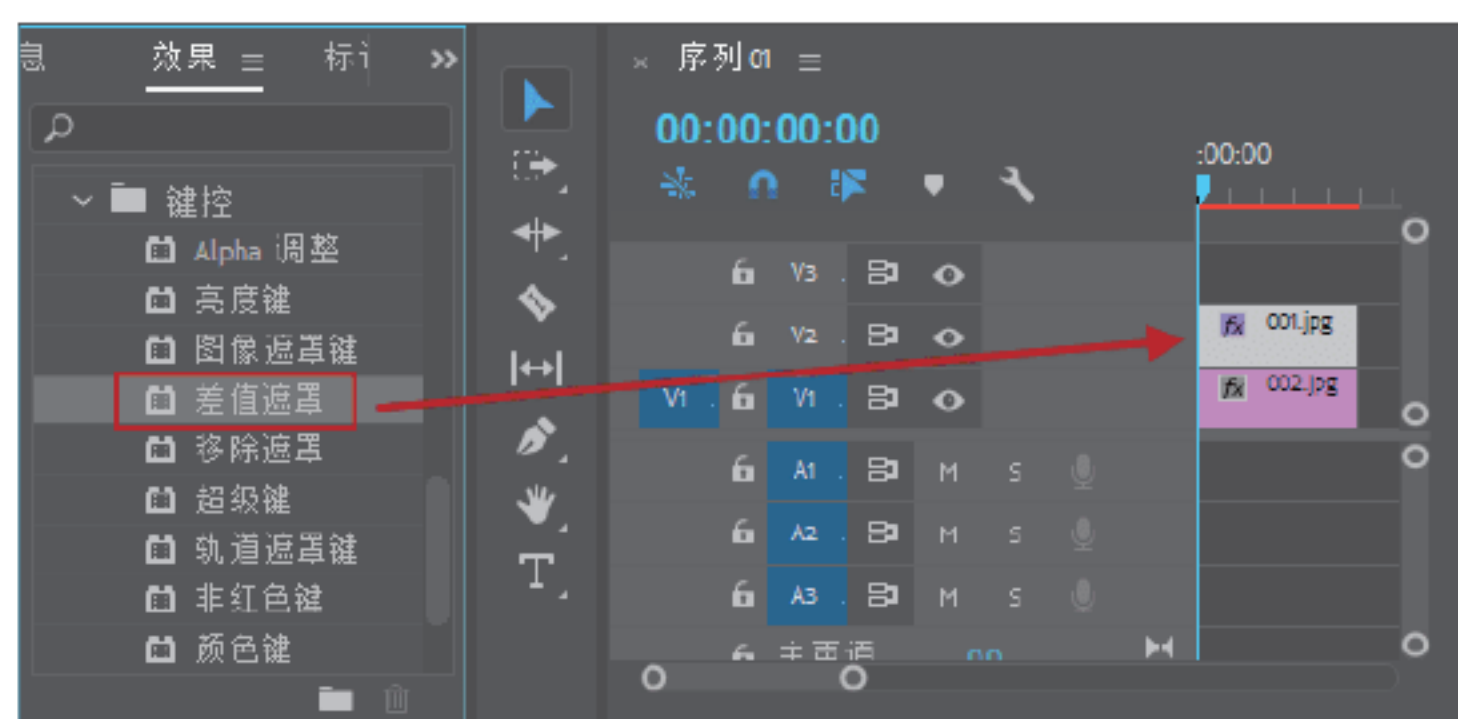 息 效果 标记
键控
Alpha 调整
亮度键
图像遮罩键
差值遮罩
移除遮罩
超级键
轨道遮罩键
非红色键
颜色键
T
× 序列 01
00:00:00:00
:00:00
V3
V2
001.jpg
V1 V1
002.jpg
A1 M S
A2 M S
A3 M S